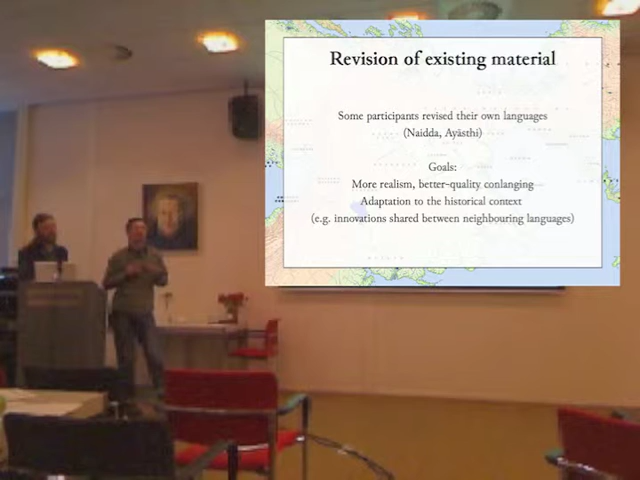 Revision of existing material
Some participants revised their own languages
(Naidda, Ayāsthi)
Goals:
More realism, better-quality conlanging
Adaptation to the historical context
(e.g. innovations shared between neighbouring languages)